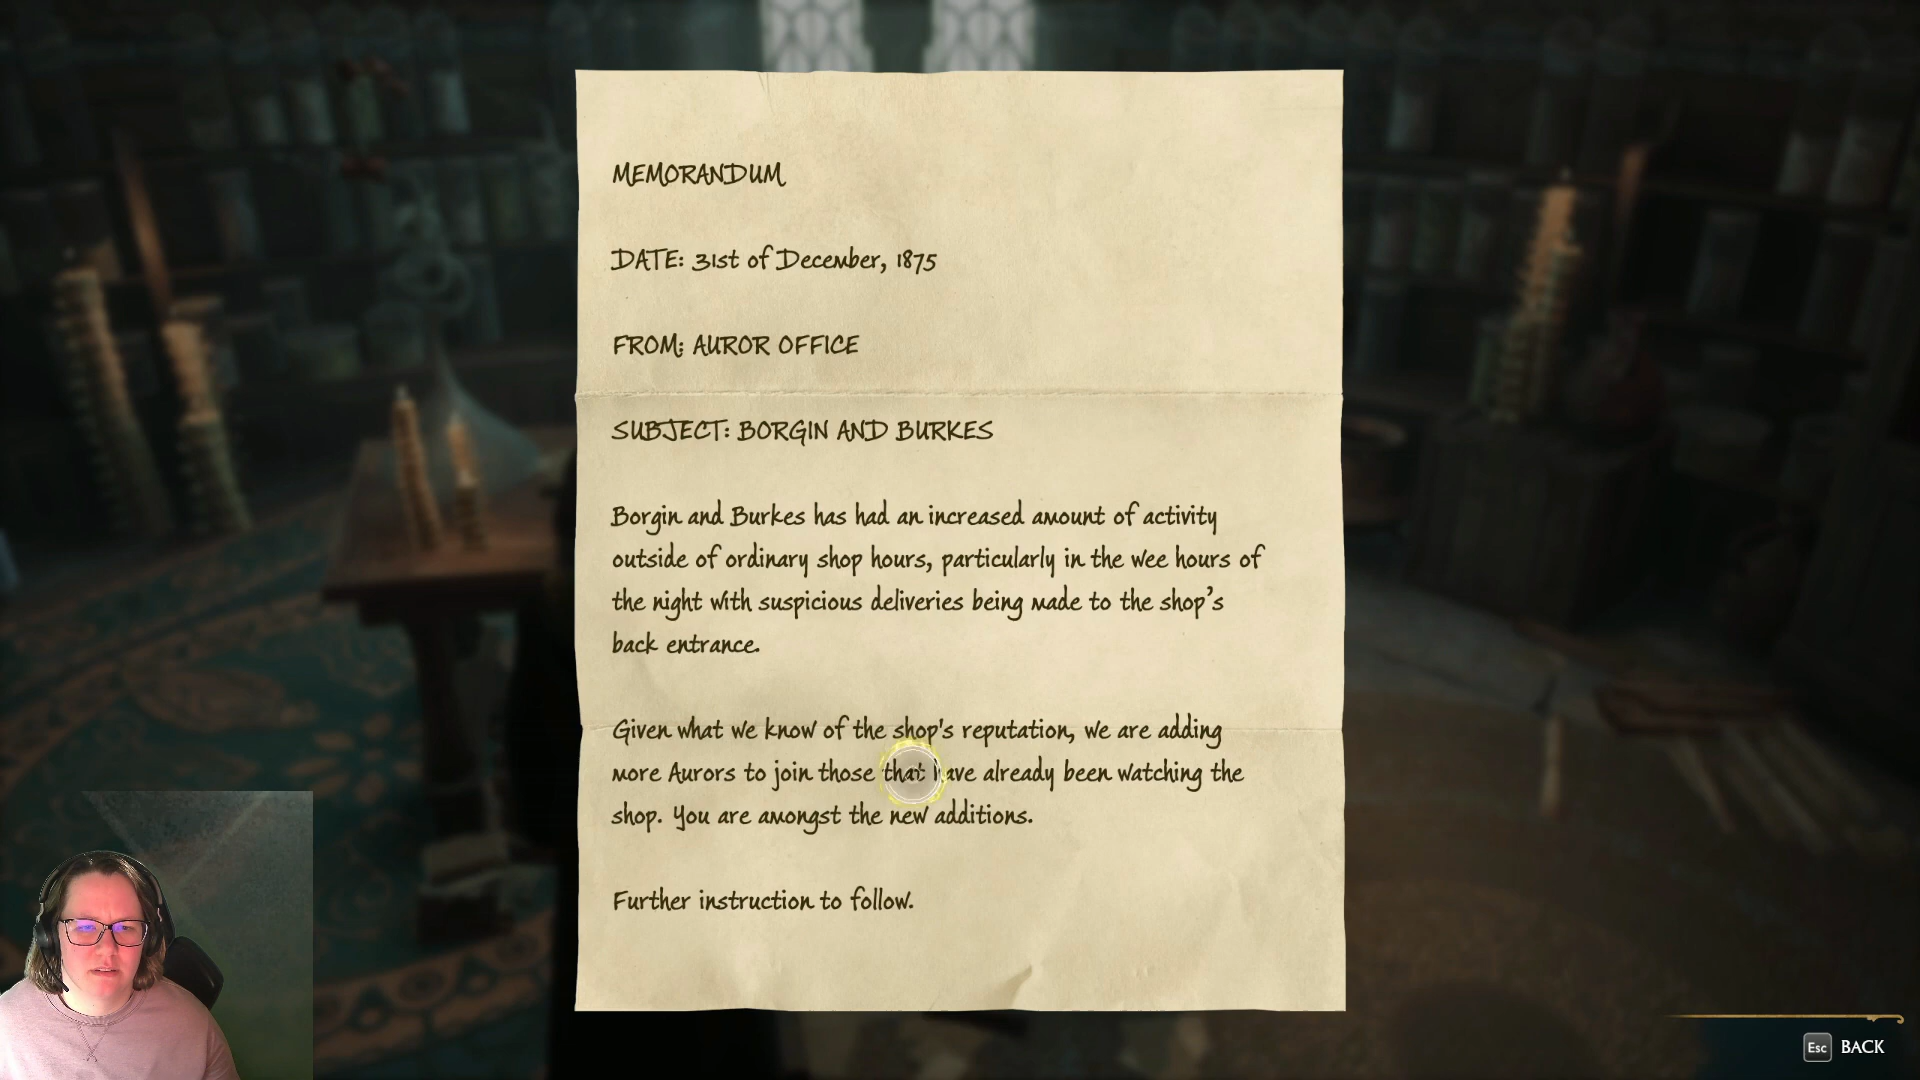 MEMORANDUM
DATE: 31st of December, 1875
FROM: AUROR OFFICE
SUBJECT: BORGIN AND BURKES
Borgin and Burkes has had an increased amount of activity
outside of ordinary shop hours, particularly in the wee hours of
the night with suspicious deliveries being made to the shop’s
back entrance.
Given what we know of the shop's reputation, we are adding
more Aurors to join those that have already been watching the
shop. You are amongst the new additions.
Further instruction to follow.
Esc BACK